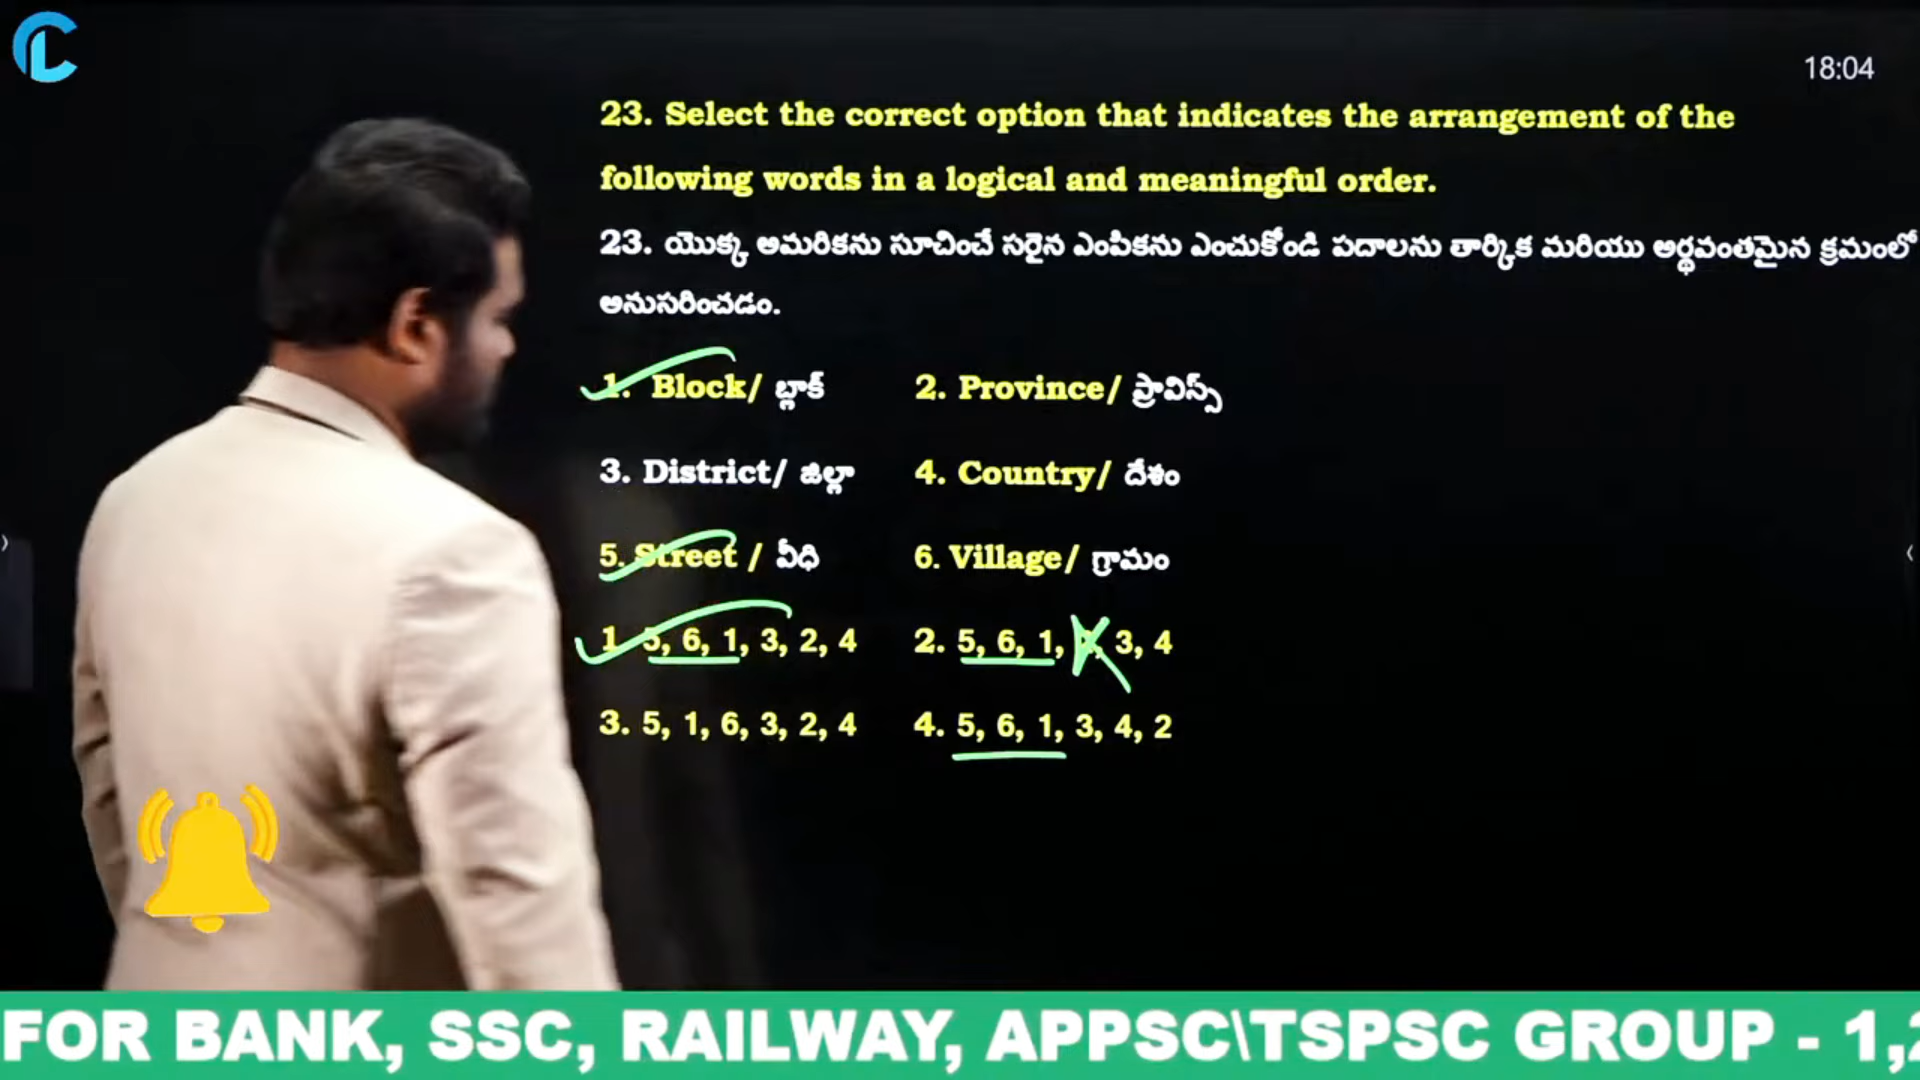 18:04
23. Select the correct option that indicates the arrangement of the
following words in a logical and meaningful order.
23. యొక్క అమరికను సూచించే సరైన ఎంపికను ఎంచుకోండి పదాలను తార్కిక మరియు అర్థవంతమైన క్రమంలో
అనుసరించడం.
1. Block/ బ్లాక్ 2. Province/ ప్రావిన్స్
3. District/ జిల్లా 4. Country/ దేశం
5. Street / వీధి 6. Village/ గ్రామం
1 5, 6, 1, 3, 2, 4 2. 5, 6, 1, 3, 4
3. 5, 1, 6, 3, 2, 4 4. 5, 6, 1, 3, 4, 2
FOR BANK, SSC, RAILWAY, APPSC\TSPSC GROUP - 1,2